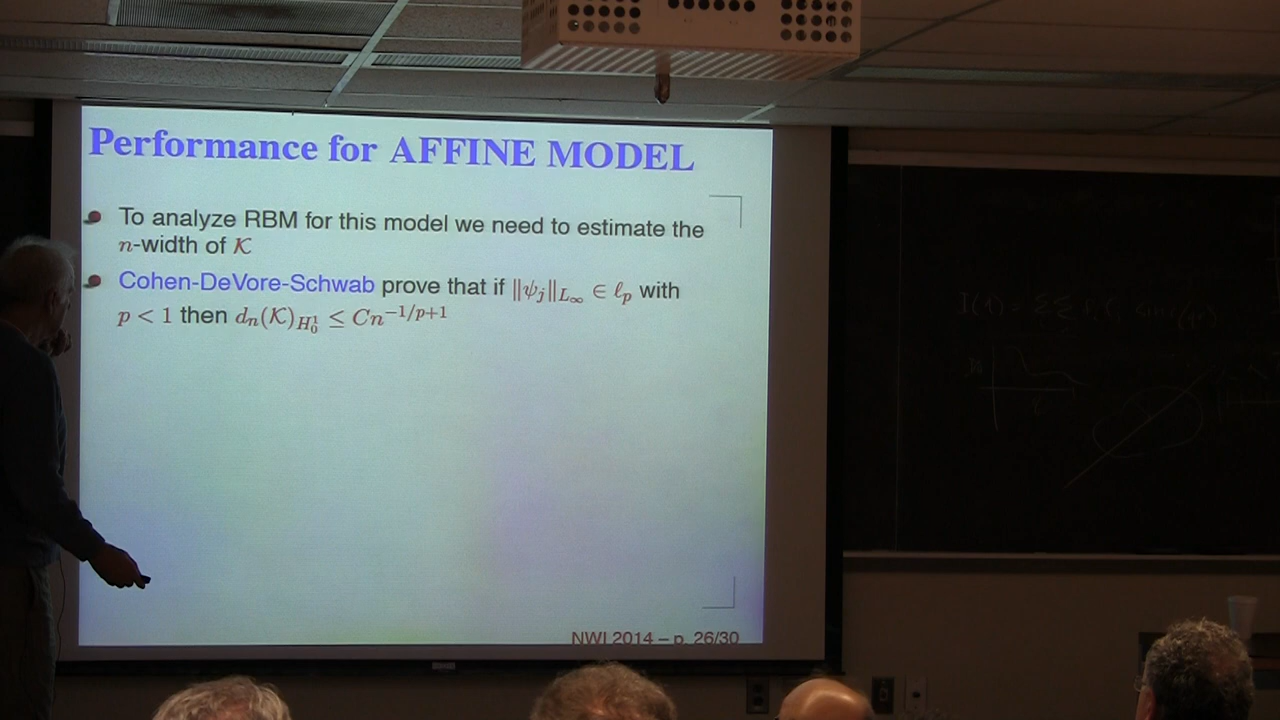 Performance for AFFINE MODEL
To analyze RBM for this model we need to estimate the
n-width of 𝒦
Cohen-DeVore-Schwab prove that if ‖ψ_j‖_{L_∞} ∈ ℓ_p with
p < 1 then d_n(𝒦)_{H_0^1} ≤ Cn^{-1/p+1}
NWI 2014 – p. 26/30